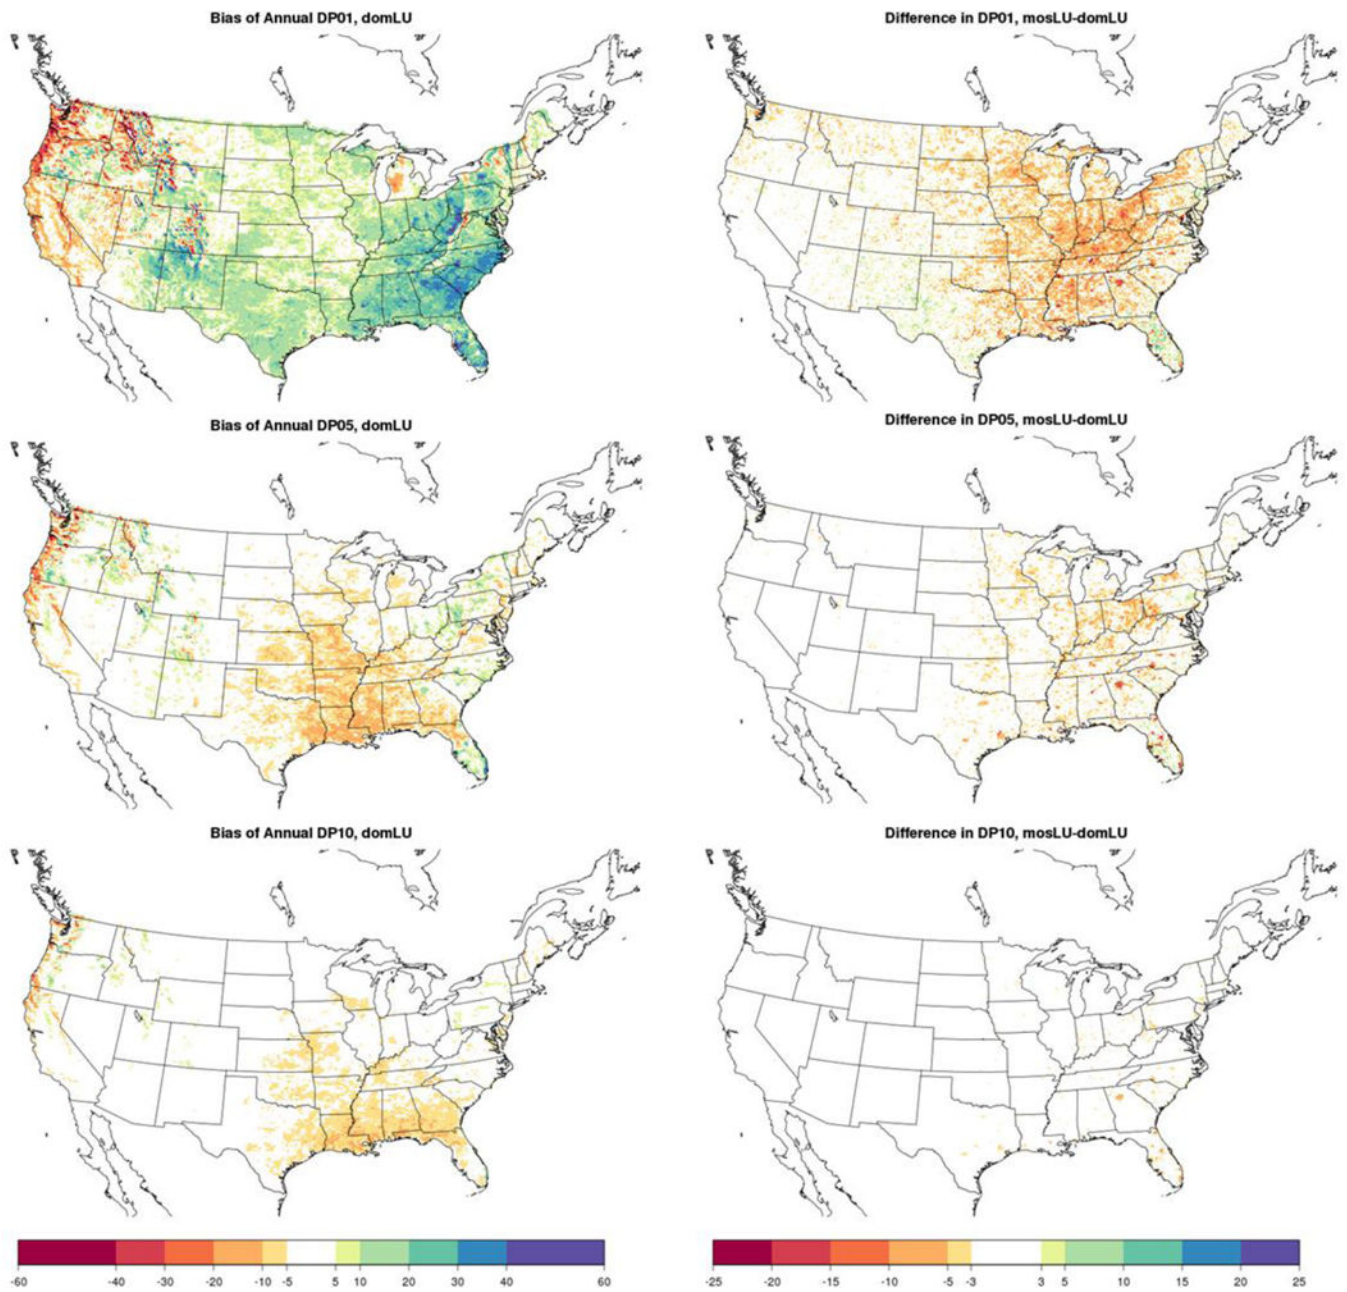 Bias of Annual DP01, domLU
Difference in DP01, mosLU-domLU
Bias of Annual DP05, domLU
Difference in DP05, mosLU-domLU
Bias of Annual DP10, domLU
Difference in DP10, mosLU-domLU
-60 -40 -30 -20 -10 -5 5 10 20 30 40 60
-25 -20 -15 -10 -5 -3 3 5 10 15 20 25